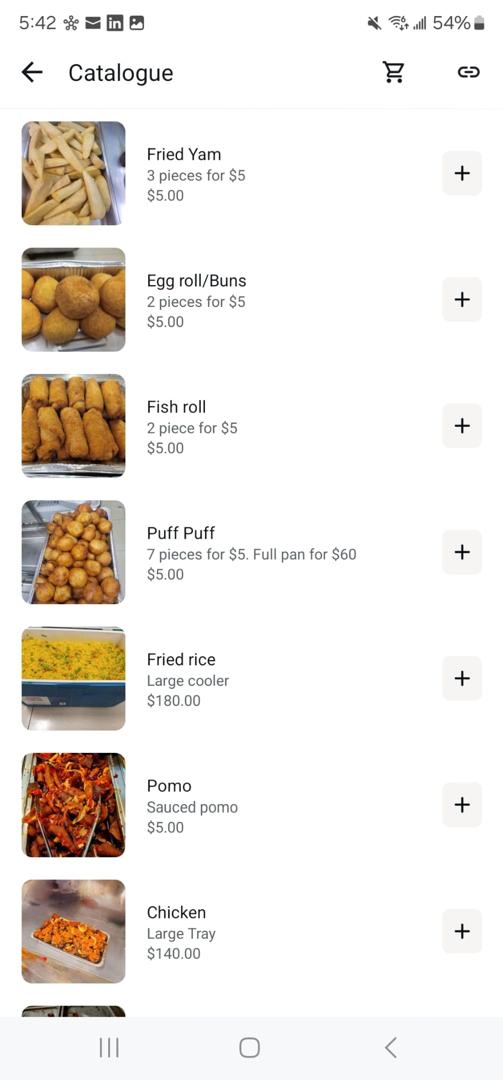 5:42
54%
Catalogue
Fried Yam
3 pieces for $5
$5.00
Egg roll/Buns
2 pieces for $5
$5.00
Fish roll
2 piece for $5
$5.00
Puff Puff
7 pieces for $5. Full pan for $60
$5.00
Fried rice
Large cooler
$180.00
Pomo
Sauced pomo
$5.00
Chicken
Large Tray
$140.00